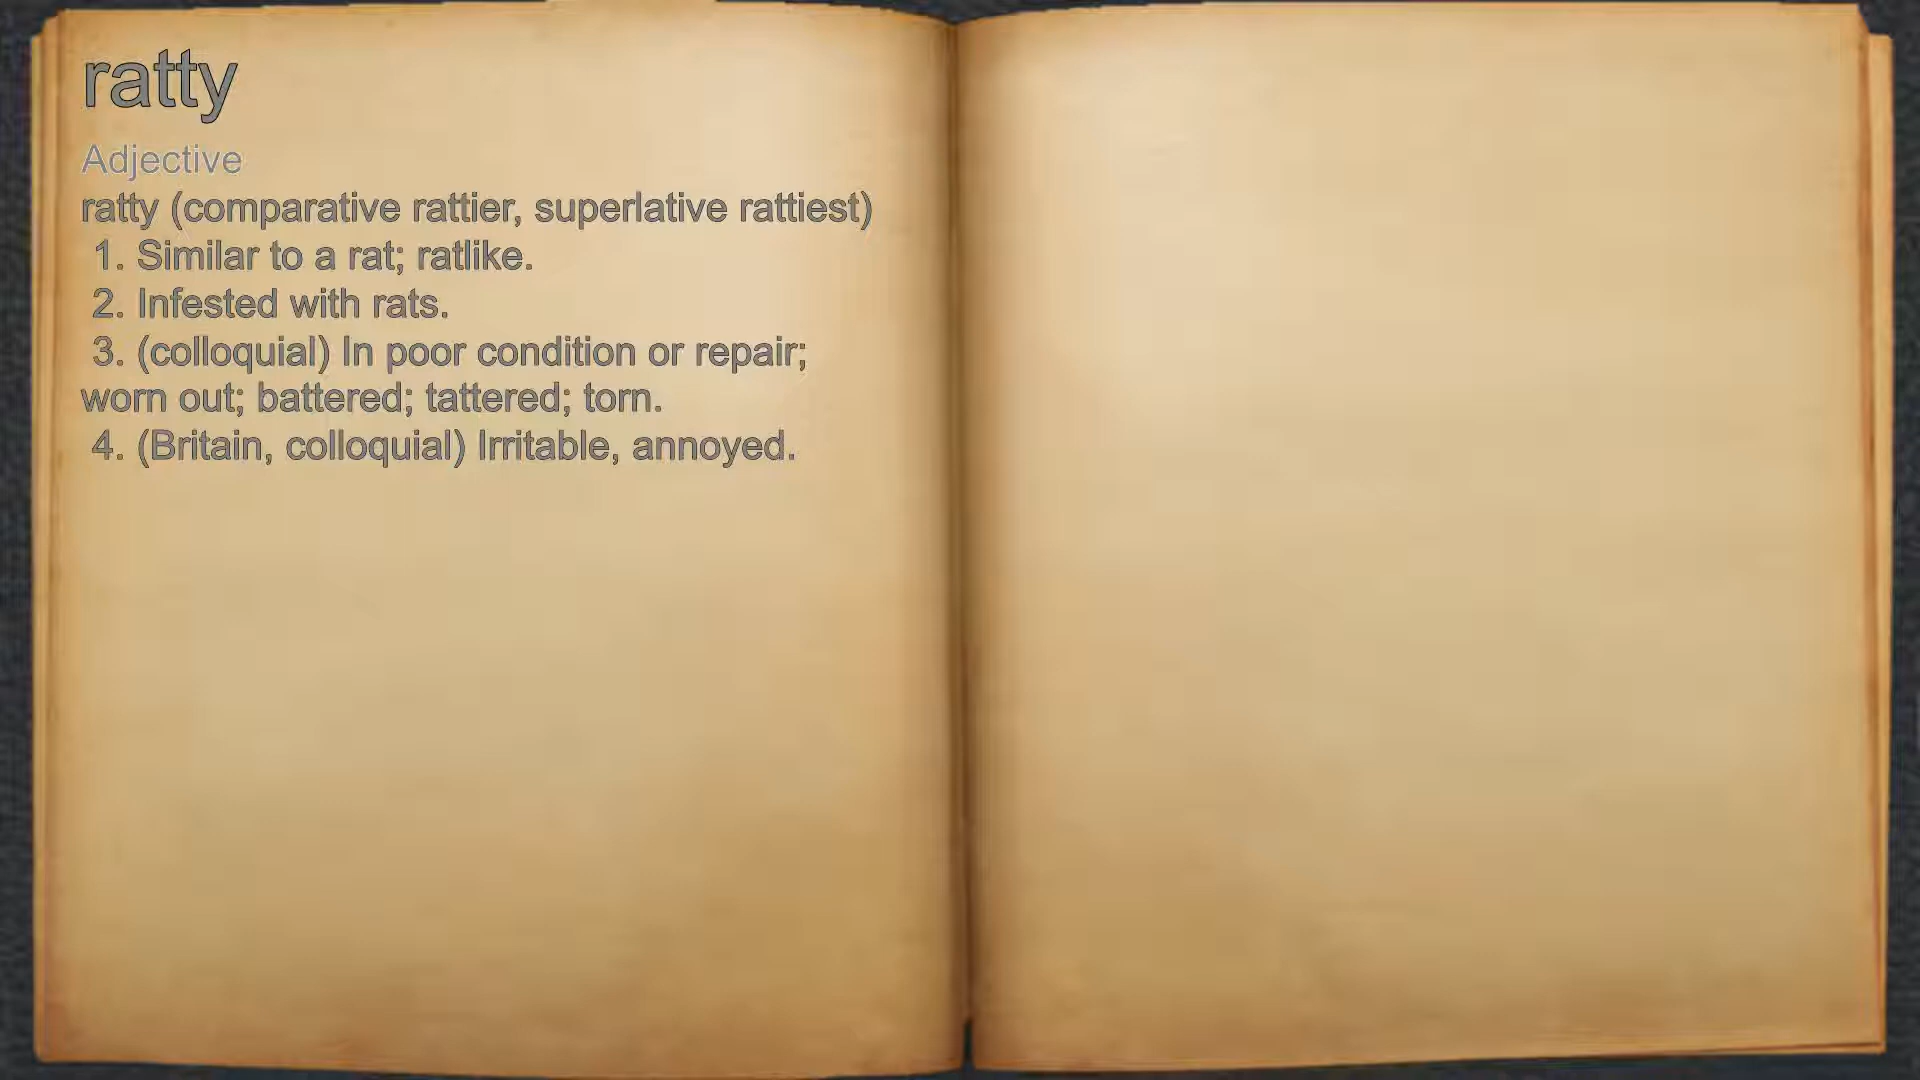 ratty
Adjective
ratty (comparative rattier, superlative rattiest)
1. Similar to a rat; ratlike.
2. Infested with rats.
3. (colloquial) In poor condition or repair;
worn out; battered; tattered; torn.
4. (Britain, colloquial) Irritable, annoyed.